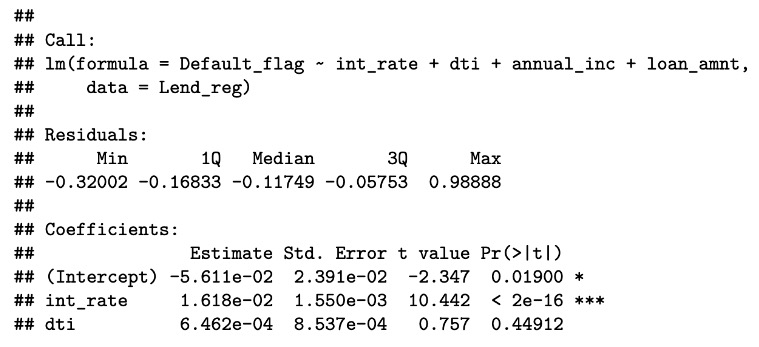 ##
## Call:
## lm(formula = Default_flag ~ int_rate + dti + annual_inc + loan_amnt,
##     data = Lend_reg)
##
## Residuals:
##      Min       1Q   Median       3Q      Max
## -0.32002 -0.16833 -0.11749 -0.05753  0.98888
##
## Coefficients:
##               Estimate Std. Error t value Pr(>|t|)
## (Intercept) -5.611e-02  2.391e-02  -2.347  0.01900 *
## int_rate     1.618e-02  1.550e-03  10.442  < 2e-16 ***
## dti          6.462e-04  8.537e-04   0.757  0.44912